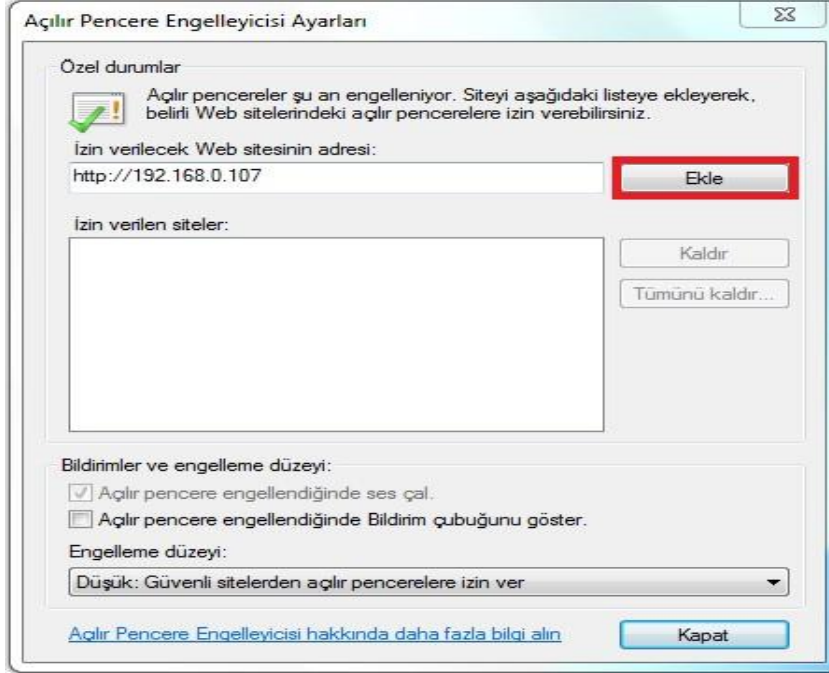 Açılır Pencere Engelleyicisi Ayarları
Özel durumlar
Açılır pencereler şu an engelleniyor. Siteyi aşağıdaki listeye ekleyerek,
belirli Web sitelerindeki açılır pencerelere izin verebilirsiniz.
İzin verilecek Web sitesinin adresi:
http://192.168.0.107
Ekle
İzin verilen siteler:
Kaldır
Tümünü kaldır...
Bildirimler ve engelleme düzeyi:
Açılır pencere engellendiğinde ses çal.
Açılır pencere engellendiğinde Bildirim çubuğunu göster.
Engelleme düzeyi:
Düşük: Güvenli sitelerden açılır pencerelere izin ver
Açılır Pencere Engelleyicisi hakkında daha fazla bilgi alın
Kapat